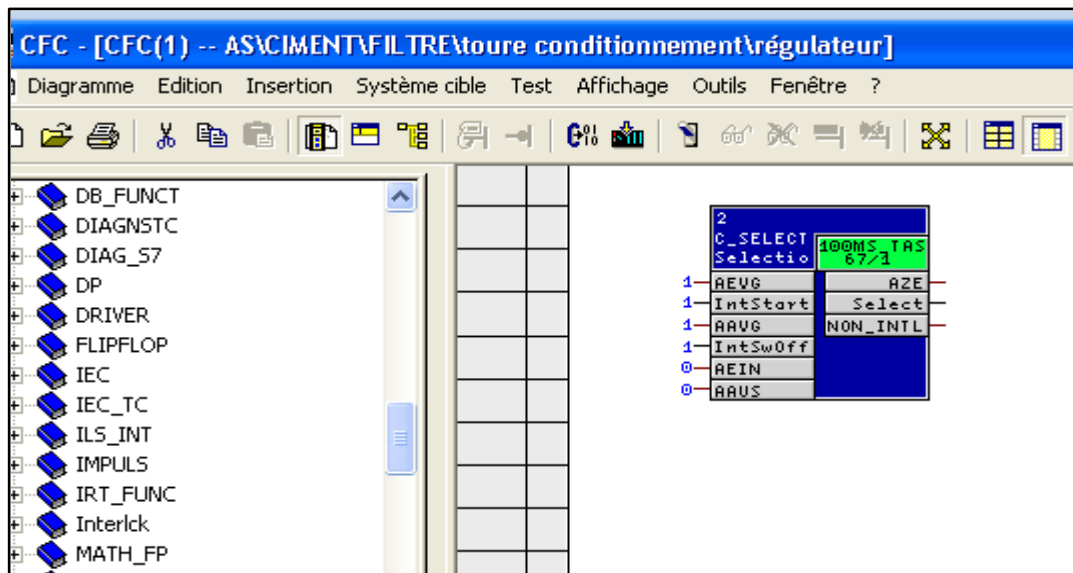 CFC - [CFC(1) -- AS\CIMENT\FILTRE\toure conditionnement\régulateur]
Diagramme Edition Insertion Système cible Test Affichage Outils Fenêtre ?
DB_FUNCT
DIAGNSTC
DIAG_S7
DP
DRIVER
FLIPFLOP
IEC
IEC_TC
ILS_INT
IMPULS
IRT_FUNC
Interlck
MATH_FP
2
C_SELECT
Selectio
100MS_TAS
67/1
1 AEVG AZE
1 IntStart Select
1 AAVG NON_INTL
1 IntSwOff
0 AEIN
0 AAUS